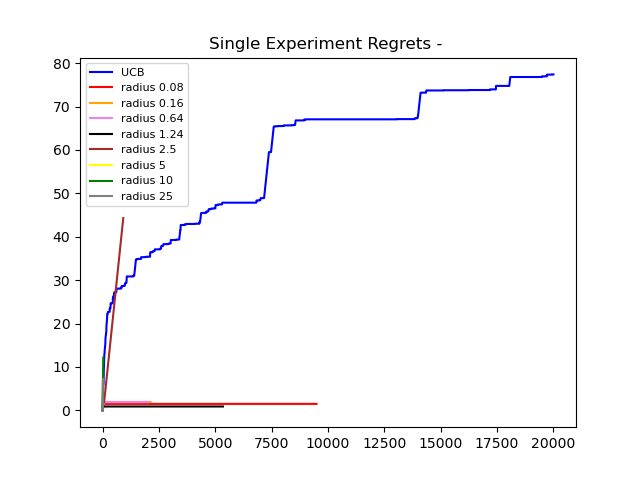 Single Experiment Regrets -
80
70
60
50
40
30
20
10
0
UCB
radius 0.08
radius 0.16
radius 0.64
radius 1.24
radius 2.5
radius 5
radius 10
radius 25
0 2500 5000 7500 10000 12500 15000 17500 20000